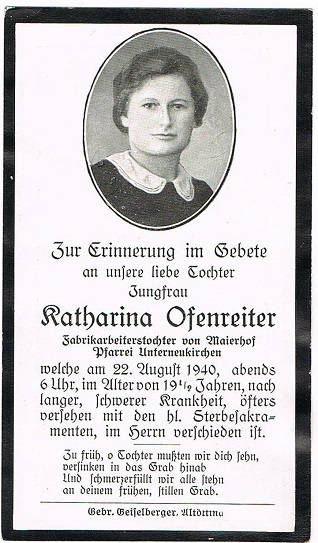 Zur Erinnerung im Gebete
an unsere liebe Tochter
Jungfrau
Katharina Ofenreiter
Fabrikarbeiterstochter von Maierhof
Pfarrei Unterneukirchen
welche am 22. August 1940, abends
6 Uhr, im Alter von 19½ Jahren, nach
langer, schwerer Krankheit, öfters
versehen mit den hl. Sterbesakra-
menten, im Herrn verschieden ist.
Zu früh, o Tochter mußten wir dich sehn,
versinken in das Grab hinab
Und schmerzerfüllt wir alle stehn
an deinem frühen, stillen Grab.
Gebr. Geiselberger, Altötting